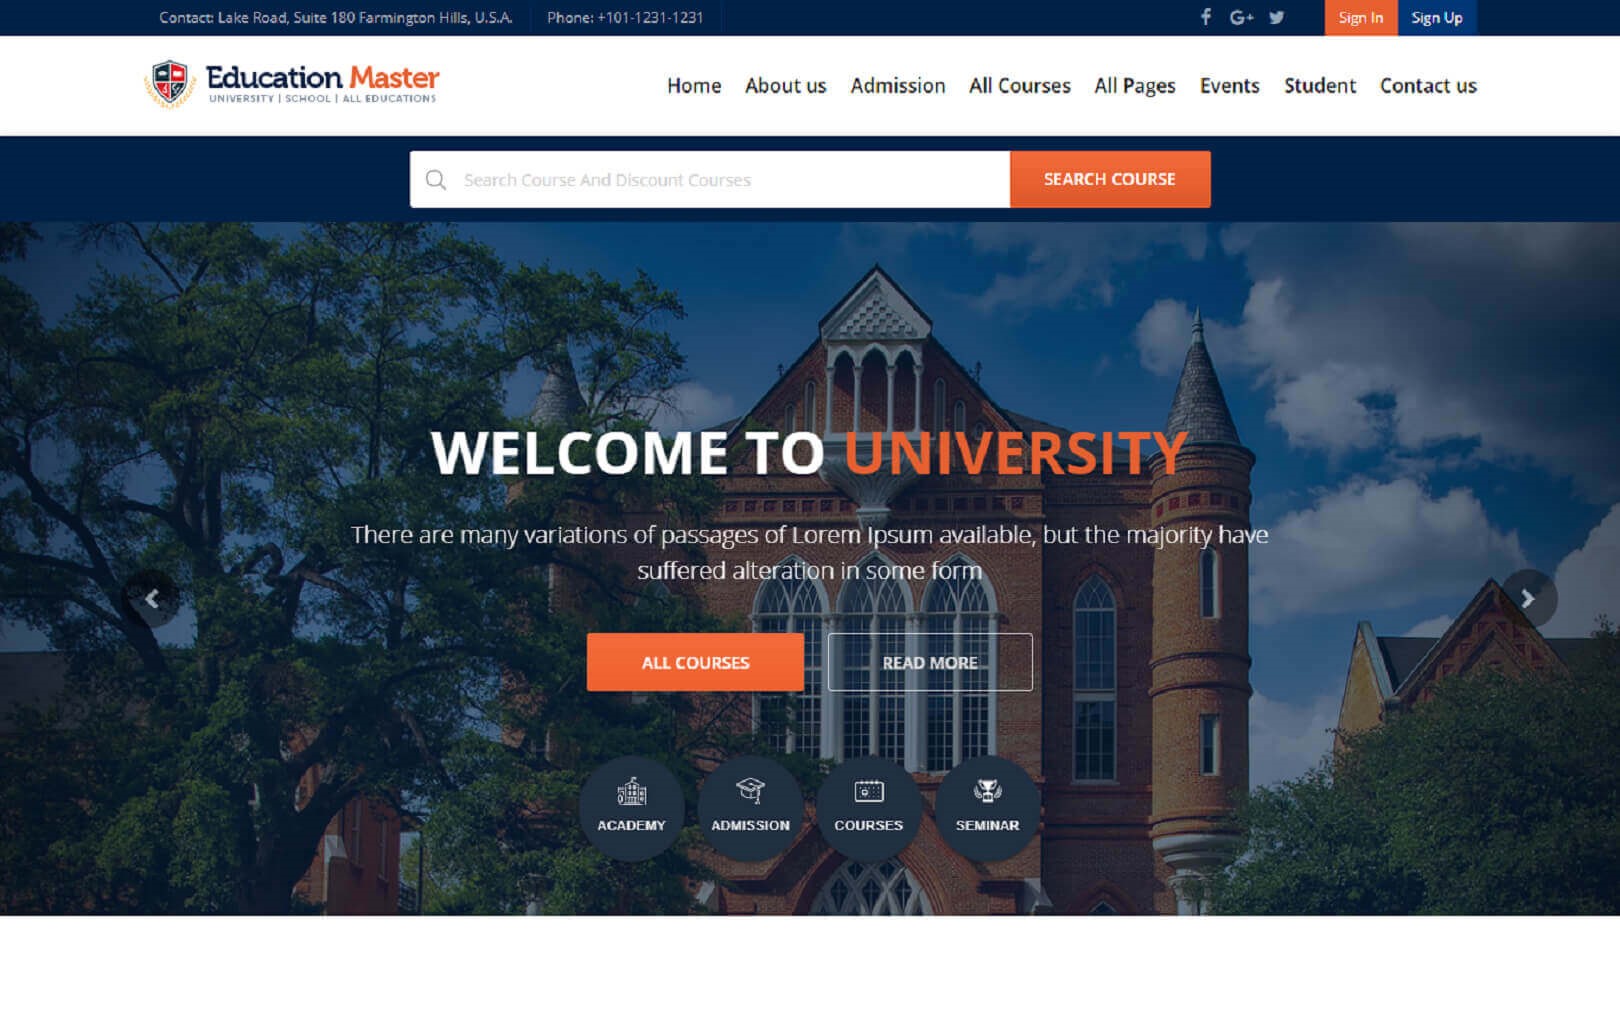 Contact: Lake Road, Suite 180 Farmington Hills, U.S.A. Phone: +101-1231-1231 G+ Sign In Sign Up
Education Master
UNIVERSITY | SCHOOL | ALL EDUCATIONS
Home About us Admission All Courses All Pages Events Student Contact us
Search Course And Discount Courses SEARCH COURSE
WELCOME TO UNIVERSITY
There are many variations of passages of Lorem Ipsum available, but the majority have
suffered alteration in some form
ALL COURSES READ MORE
ACADEMY ADMISSION COURSES SEMINAR